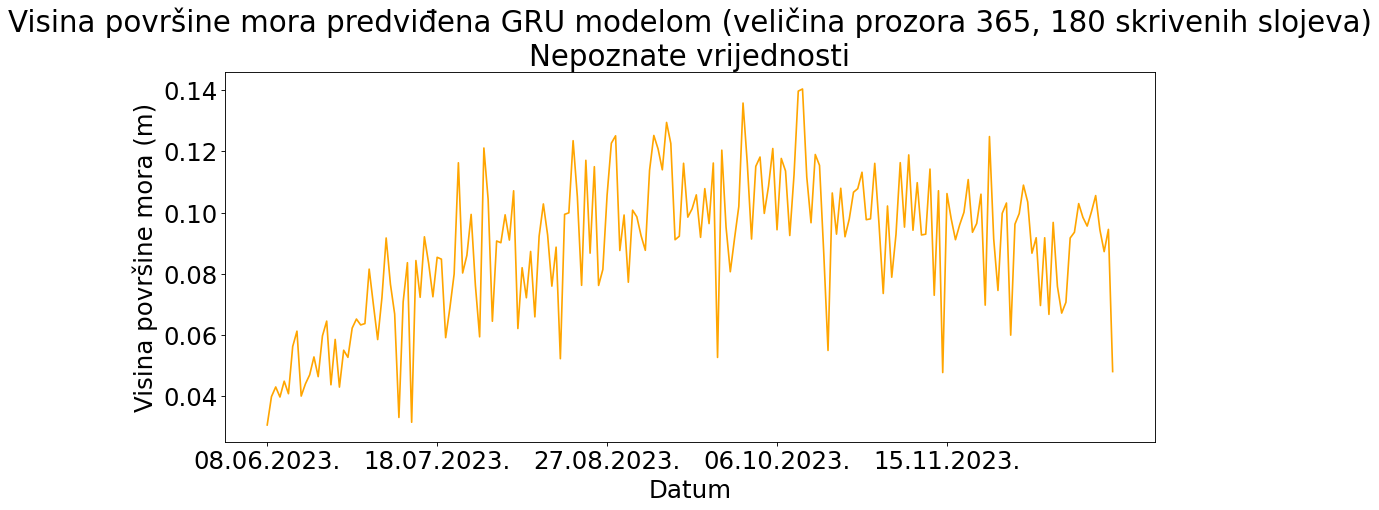 Visina površine mora predviđena GRU modelom (veličina prozora 365, 180 skrivenih slojeva)
Nepoznate vrijednosti
Visina površine mora (m)
0.14
0.12
0.10
0.08
0.06
0.04
08.06.2023. 18.07.2023. 27.08.2023. 06.10.2023. 15.11.2023.
Datum